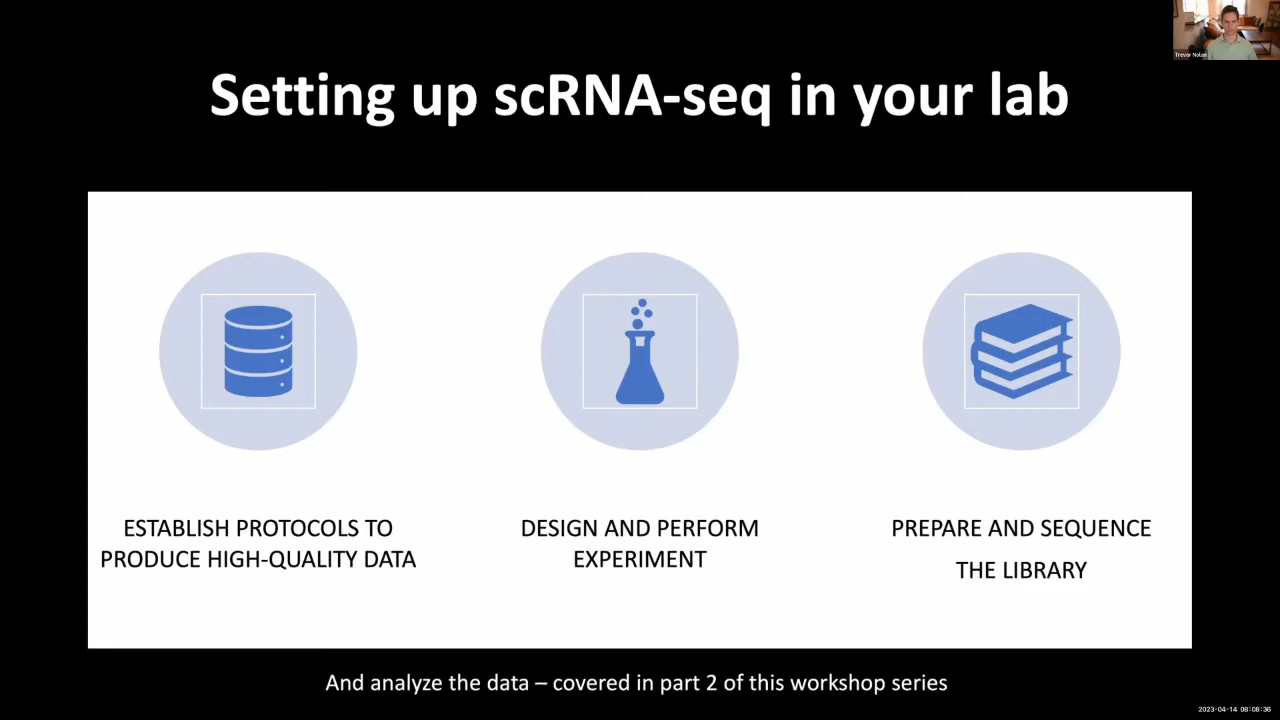 Trevor Nolan
Setting up scRNA-seq in your lab
ESTABLISH PROTOCOLS TO
PRODUCE HIGH-QUALITY DATA
DESIGN AND PERFORM
EXPERIMENT
PREPARE AND SEQUENCE
THE LIBRARY
And analyze the data – covered in part 2 of this workshop series
2023-04-14 08:08:36